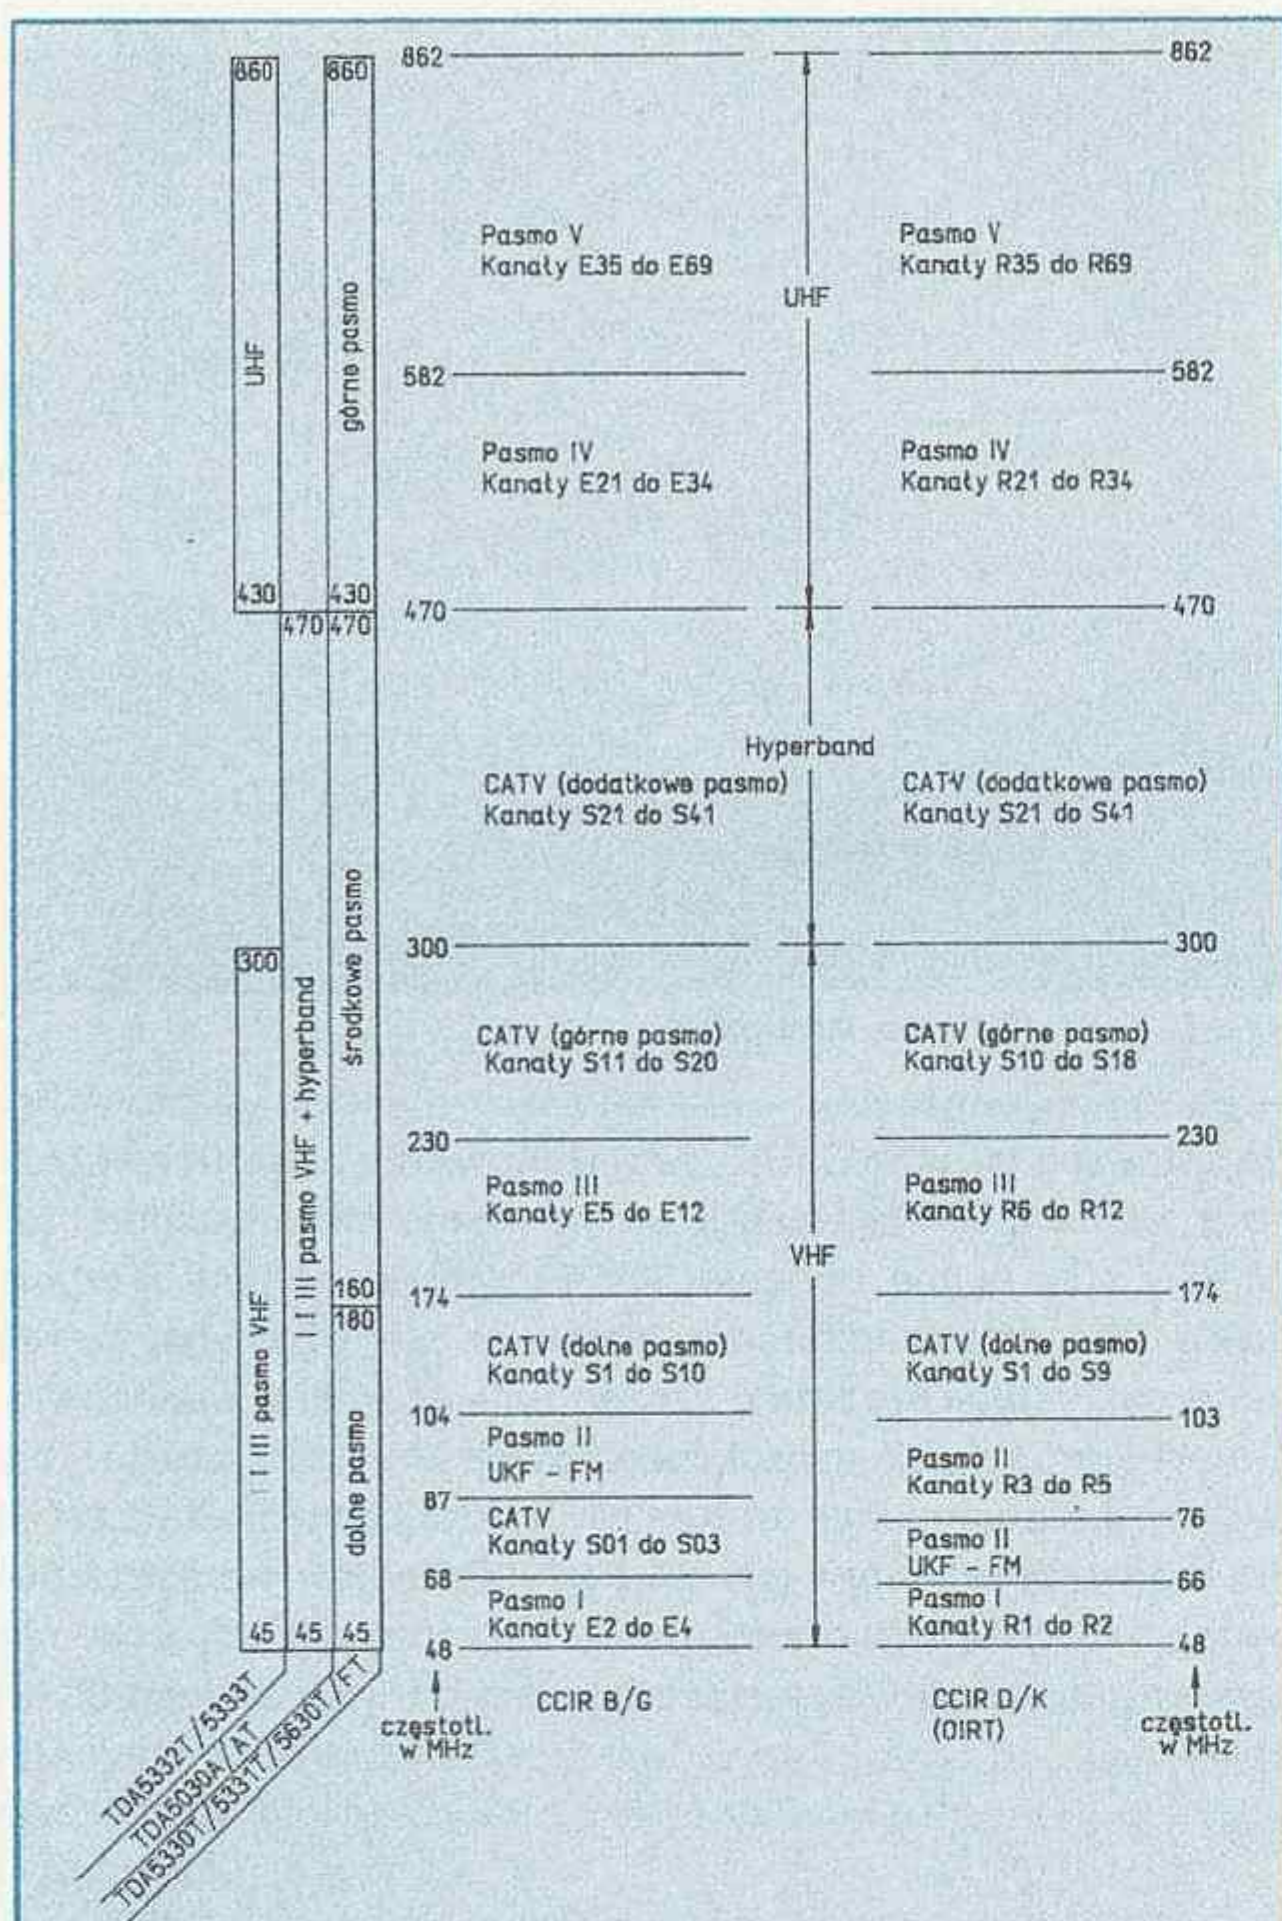 860
860
862
862
Pasmo V
Kanały E35 do E69
Pasmo V
Kanały R35 do R69
UHF
UHF
górne pasmo
582
582
Pasmo IV
Kanały E21 do E34
Pasmo IV
Kanały R21 do R34
430
430
470
470
470
470
Hyperband
CATV (dodatkowe pasmo)
Kanały S21 do S41
CATV (dodatkowe pasmo)
Kanały S21 do S41
300
300
300
środkowe pasmo
I I III pasmo VHF + hyperband
CATV (górne pasmo)
Kanały S11 do S20
CATV (górne pasmo)
Kanały S10 do S18
230
230
Pasmo III
Kanały E5 do E12
Pasmo III
Kanały R6 do R12
VHF
160
180
174
174
I I III pasmo VHF
CATV (dolne pasmo)
Kanały S1 do S10
CATV (dolne pasmo)
Kanały S1 do S9
104
103
dolne pasmo
Pasmo II
UKF - FM
Pasmo II
Kanały R3 do R5
87
76
CATV
Kanały S01 do S03
Pasmo II
UKF - FM
68
66
Pasmo I
Kanały E2 do E4
Pasmo I
Kanały R1 do R2
45
45
45
48
48
CCIR B/G
CCIR D/K
(OIRT)
częstotl.
w MHz
częstotl.
w MHz
TDA5332T/5333T
TDA5030A/AT
TDA5330T/5331T/5630T/FT